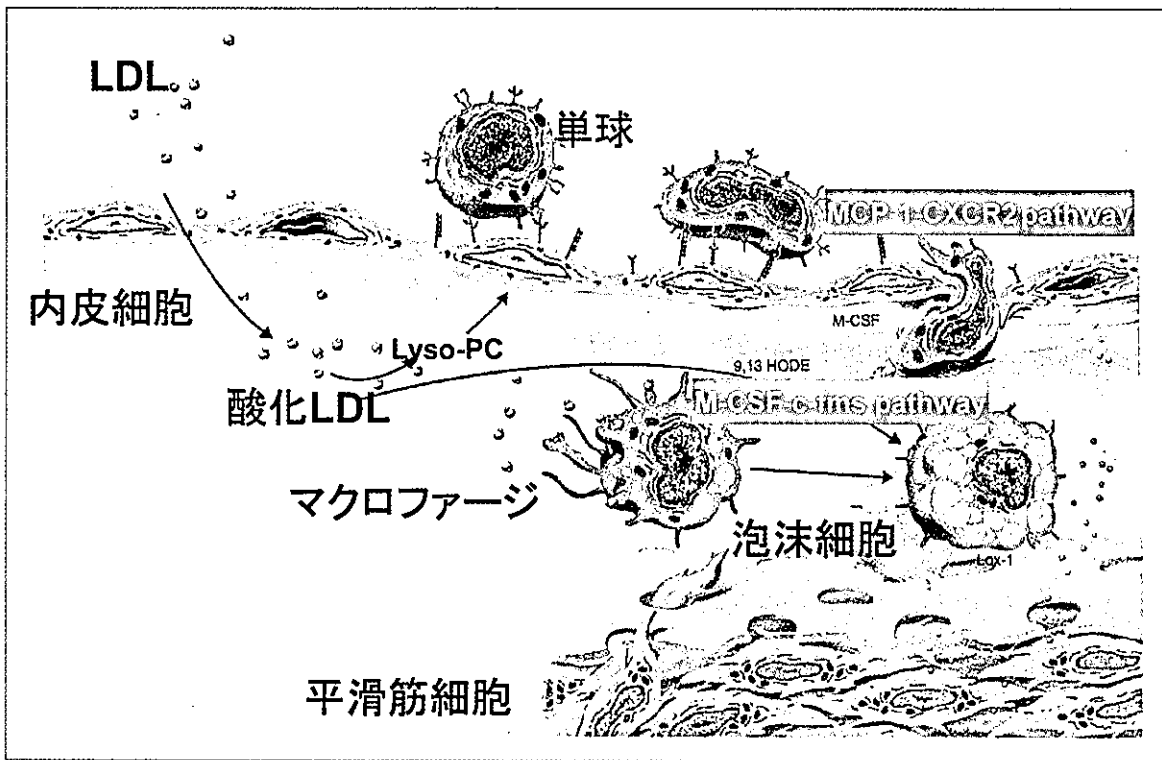 LDL
単球
MCP-1-CXCR2 pathway
内皮細胞
M-CSF
Lyso-PC
9,13 HODE
酸化LDL
M-CSF-c-fms pathway
マクロファージ
泡沫細胞
Lox-1
平滑筋細胞